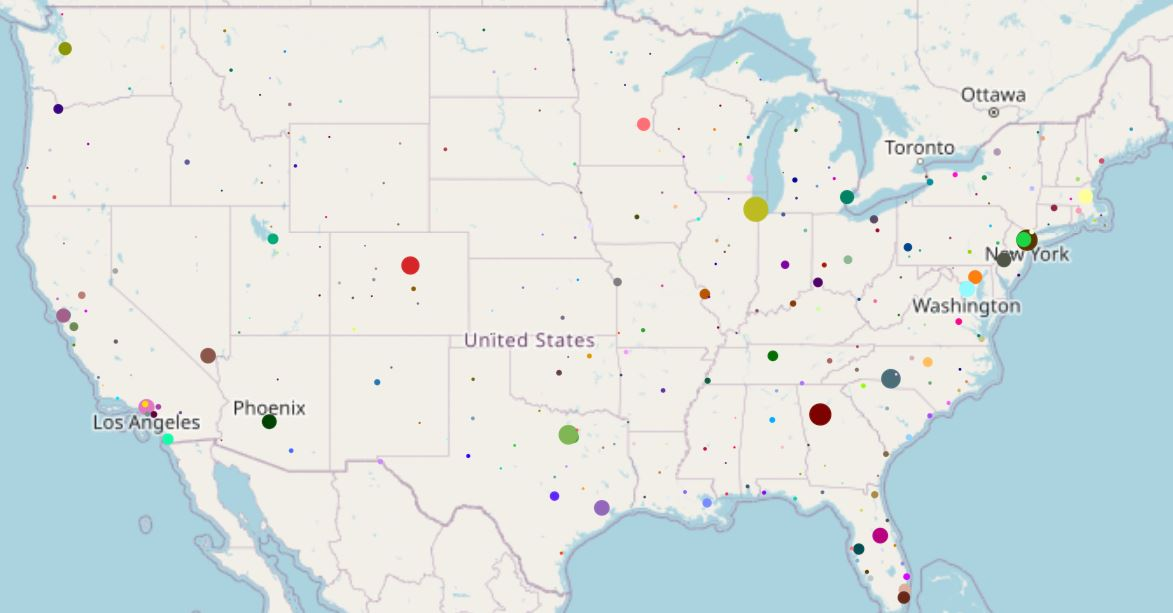 Ottawa
Toronto
New York
Washington
United States
Phoenix
Los Angeles